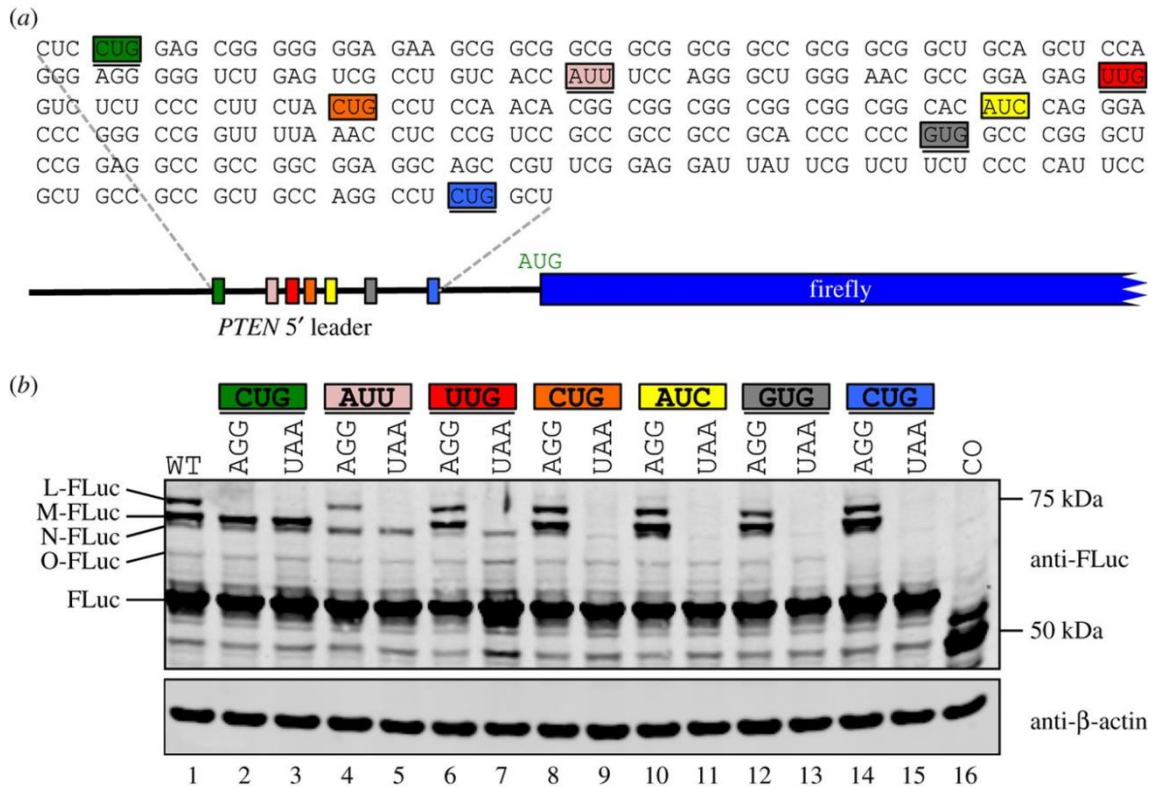 (a)
CUC CUG GAG CGG GGG GGA GAA GCG GCG GCG GCG GCG GCC GCG GCG GCU GCA GCU CCA
GGG AGG GGG UCU GAG UCG CCU GUC ACC AUU UCC AGG GCU GGG AAC GCC GGA GAG UUG
GUG UCU CCC CUU CUA CUG CCU CCA ACA CGG CGG CGG CGG CGG CGG CAC AUC CAG GGA
CCC GGG CCG GUU UUA AAC CUC CCG UCC GCC GCC GCC GCA CCC CCC GUG GCC CGG GCU
CCG GAG GCC GCC GGC GGA GGC AGC CGU UCG GAG GAU UAU UCG UCU UCU CCC CAU UCC
GCU GCC GCC GCU GCC AGG CCU CUG GCU
AUG
firefly
PTEN 5′ leader
(b)
CUG AUU UUG CUG AUC GUG CUG
WT AGG UAA AGG UAA AGG UAA AGG UAA AGG UAA AGG UAA AGG UAA CO
L-FLuc
M-FLuc
N-FLuc
O-FLuc
FLuc
75 kDa
anti-FLuc
50 kDa
anti-β-actin
1 2 3 4 5 6 7 8 9 10 11 12 13 14 15 16